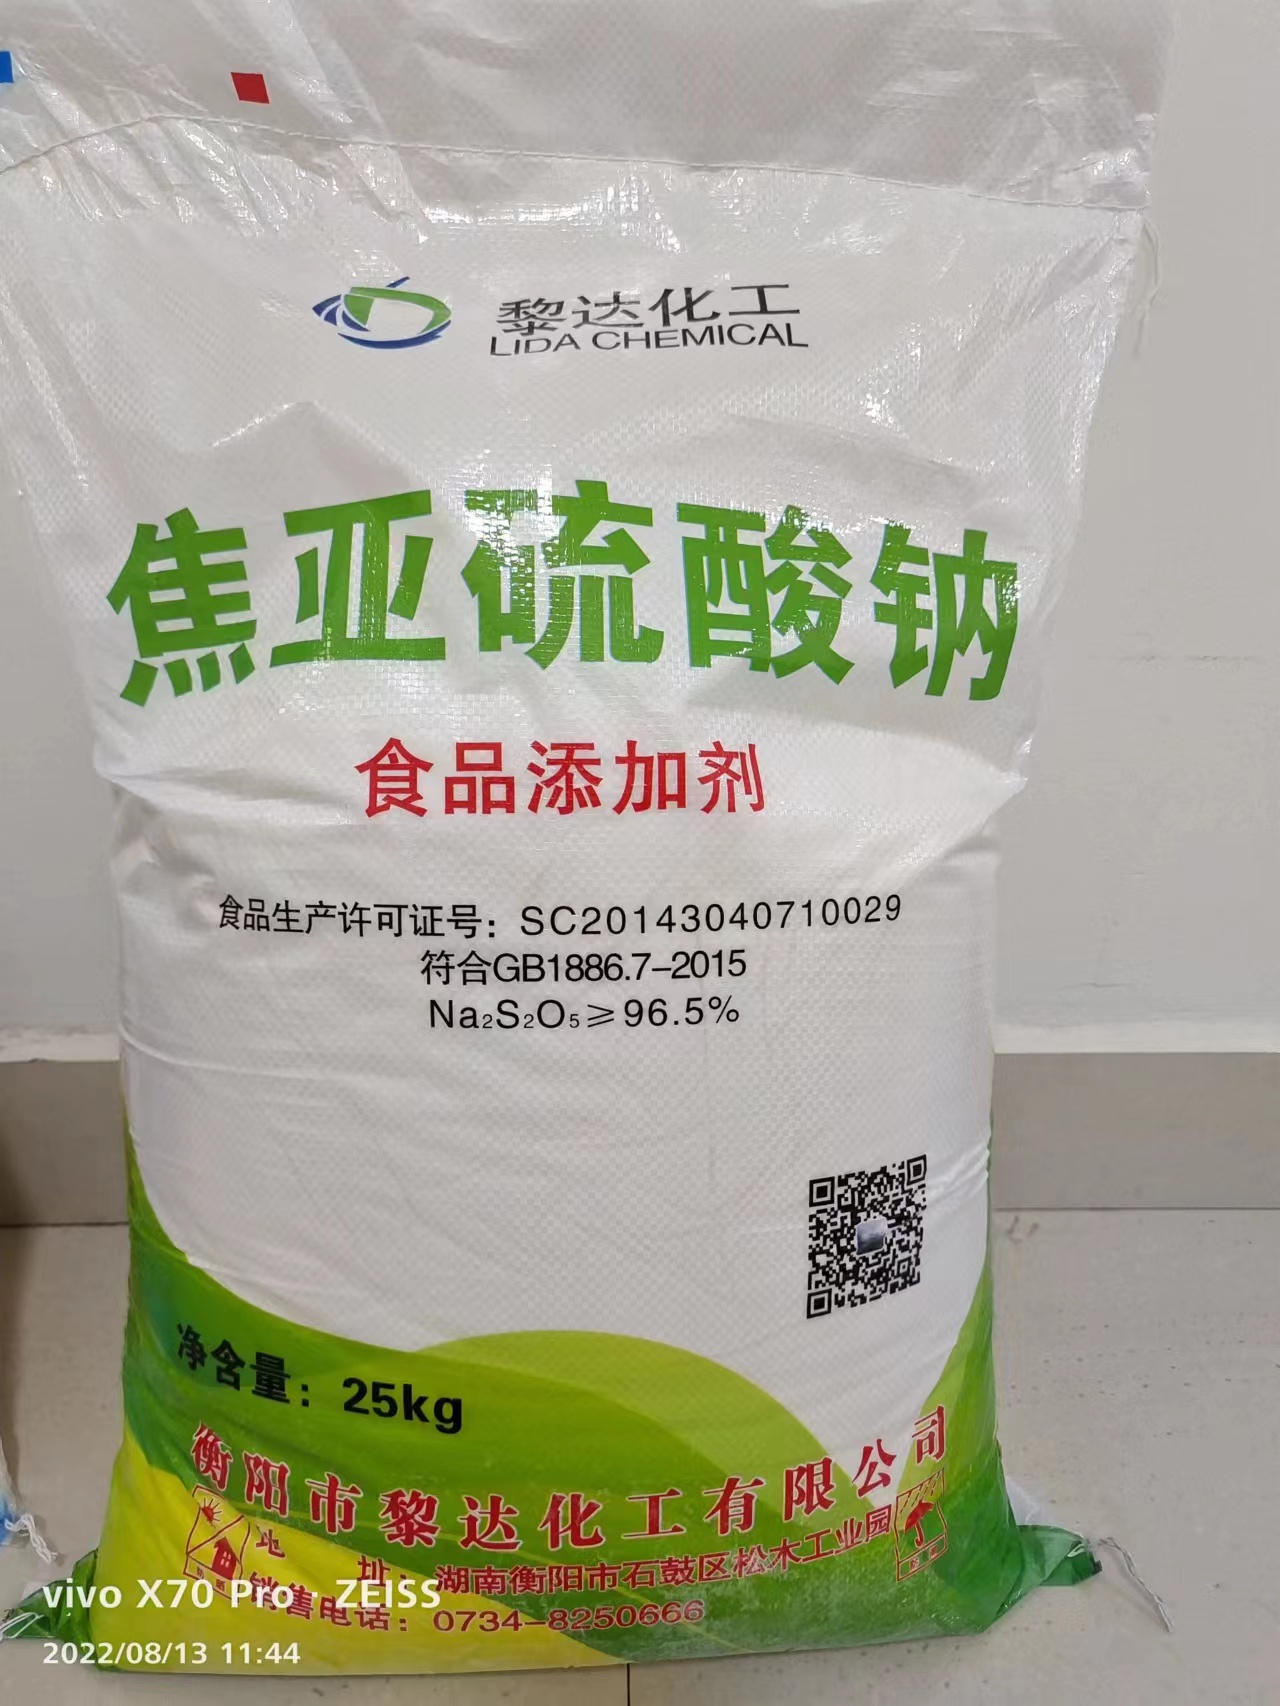 黎达化工
LIDA CHEMICAL
焦亚硫酸钠
食品添加剂
食品生产许可证号：SC20143040710029
符合GB1886.7-2015
Na₂S₂O₅≥96.5%
净含量：25kg
衡阳市黎达化工有限公司
地 址：湖南衡阳市石鼓区松木工业园
销售电话：0734-8250666
vivo X70 Pro · ZEISS
2022/08/13 11:44